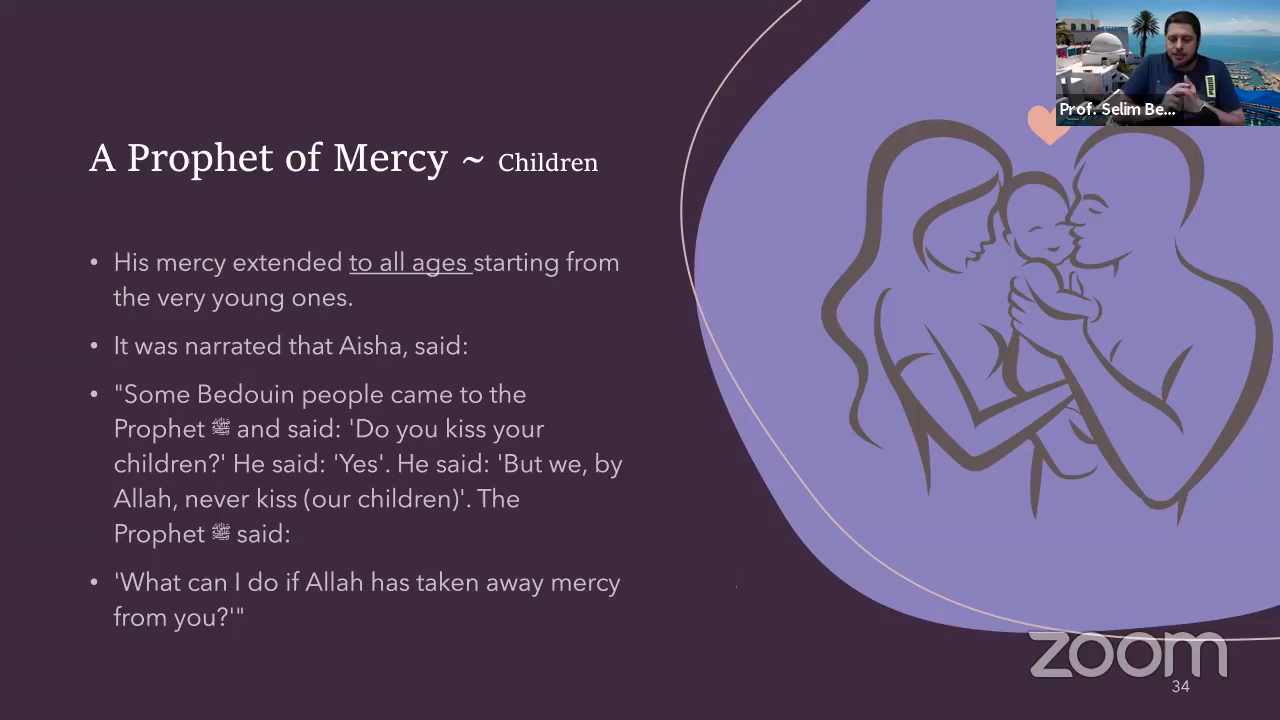 Prof. Selim Be...
A Prophet of Mercy ~ Children
• His mercy extended to all ages starting from
the very young ones.
• It was narrated that Aisha, said:
• "Some Bedouin people came to the
Prophet ﷺ and said: 'Do you kiss your
children?' He said: 'Yes'. He said: 'But we, by
Allah, never kiss (our children)'. The
Prophet ﷺ said:
• 'What can I do if Allah has taken away mercy
from you?'"
zoom
34